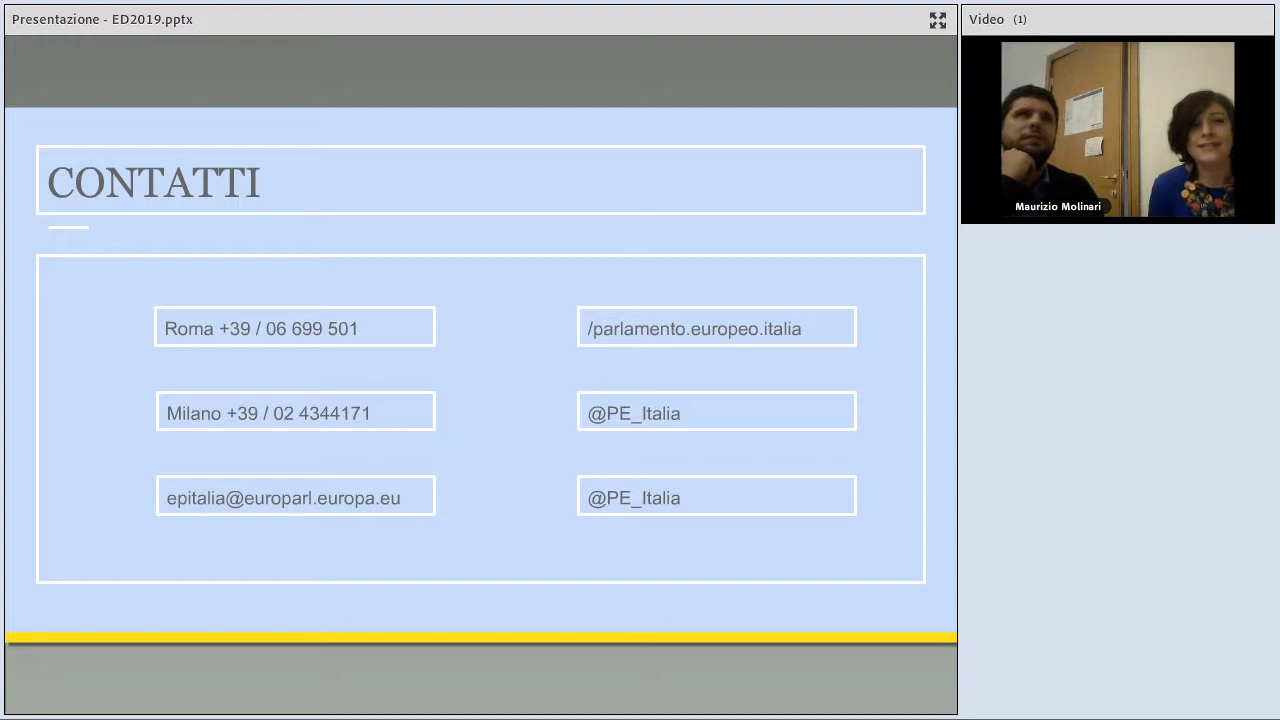 Presentazione - ED2019.pptx
Video (1)
Maurizio Molinari
CONTATTI
Roma +39 / 06 699 501
/parlamento.europeo.italia
Milano +39 / 02 4344171
@PE_Italia
epitalia@europarl.europa.eu
@PE_Italia